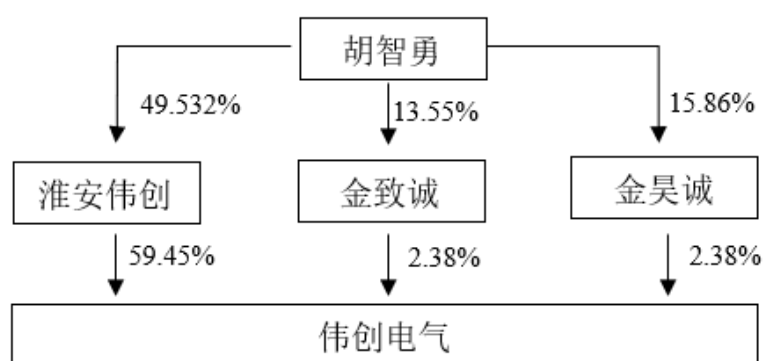 胡智勇
49.532%
13.55%
15.86%
淮安伟创
金致诚
金昊诚
59.45%
2.38%
2.38%
伟创电气